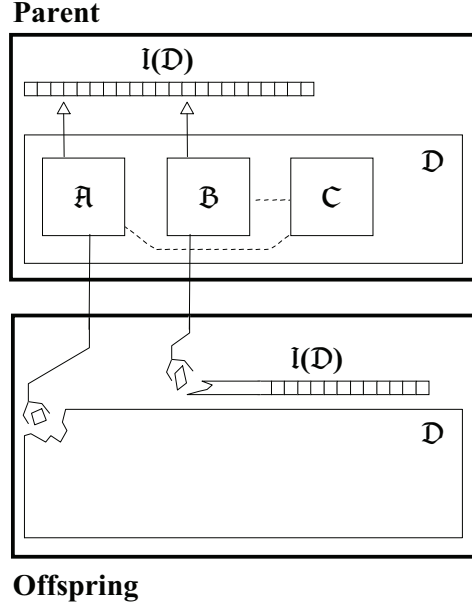 Parent
𝔩(𝔇)
𝔇
𝔄 𝔅 ℭ
𝔩(𝔇)
𝔇
Offspring